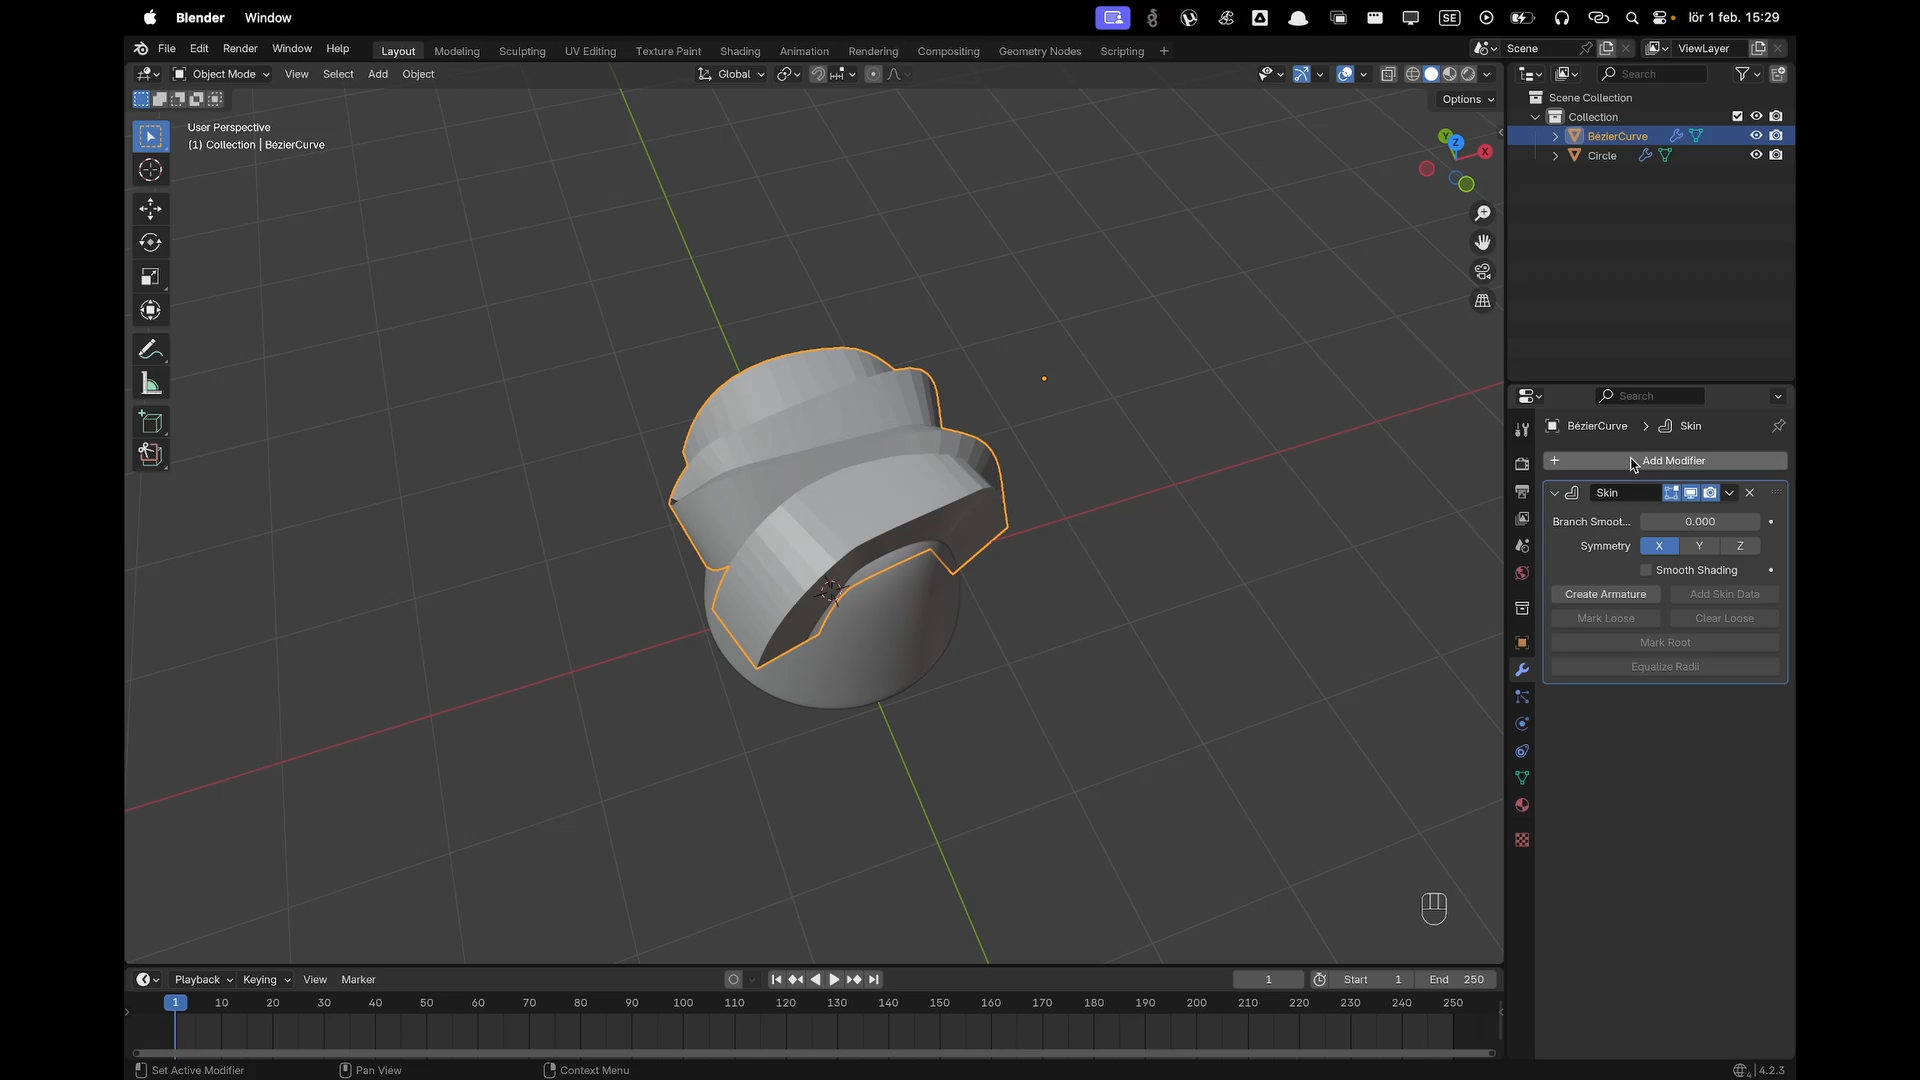 Blender Window SE lör 1 feb. 15:29
File Edit Render Window Help Layout Modeling Sculpting UV Editing Texture Paint Shading Animation Rendering Compositing Geometry Nodes Scripting + Scene ViewLayer
Object Mode View Select Add Object Global Search
Options
Scene Collection
Collection
BézierCurve
Circle
User Perspective
(1) Collection | BézierCurve
Y Z X
Search
BézierCurve > Skin
+ Add Modifier
Skin
Branch Smoot... 0.000
Symmetry X Y Z
Smooth Shading
Create Armature Add Skin Data
Mark Loose Clear Loose
Mark Root
Equalize Radii
Playback Keying View Marker 1 Start 1 End 250
1 10 20 30 40 50 60 70 80 90 100 110 120 130 140 150 160 170 180 190 200 210 220 230 240 250
Set Active Modifier Pan View Context Menu 4.2.3